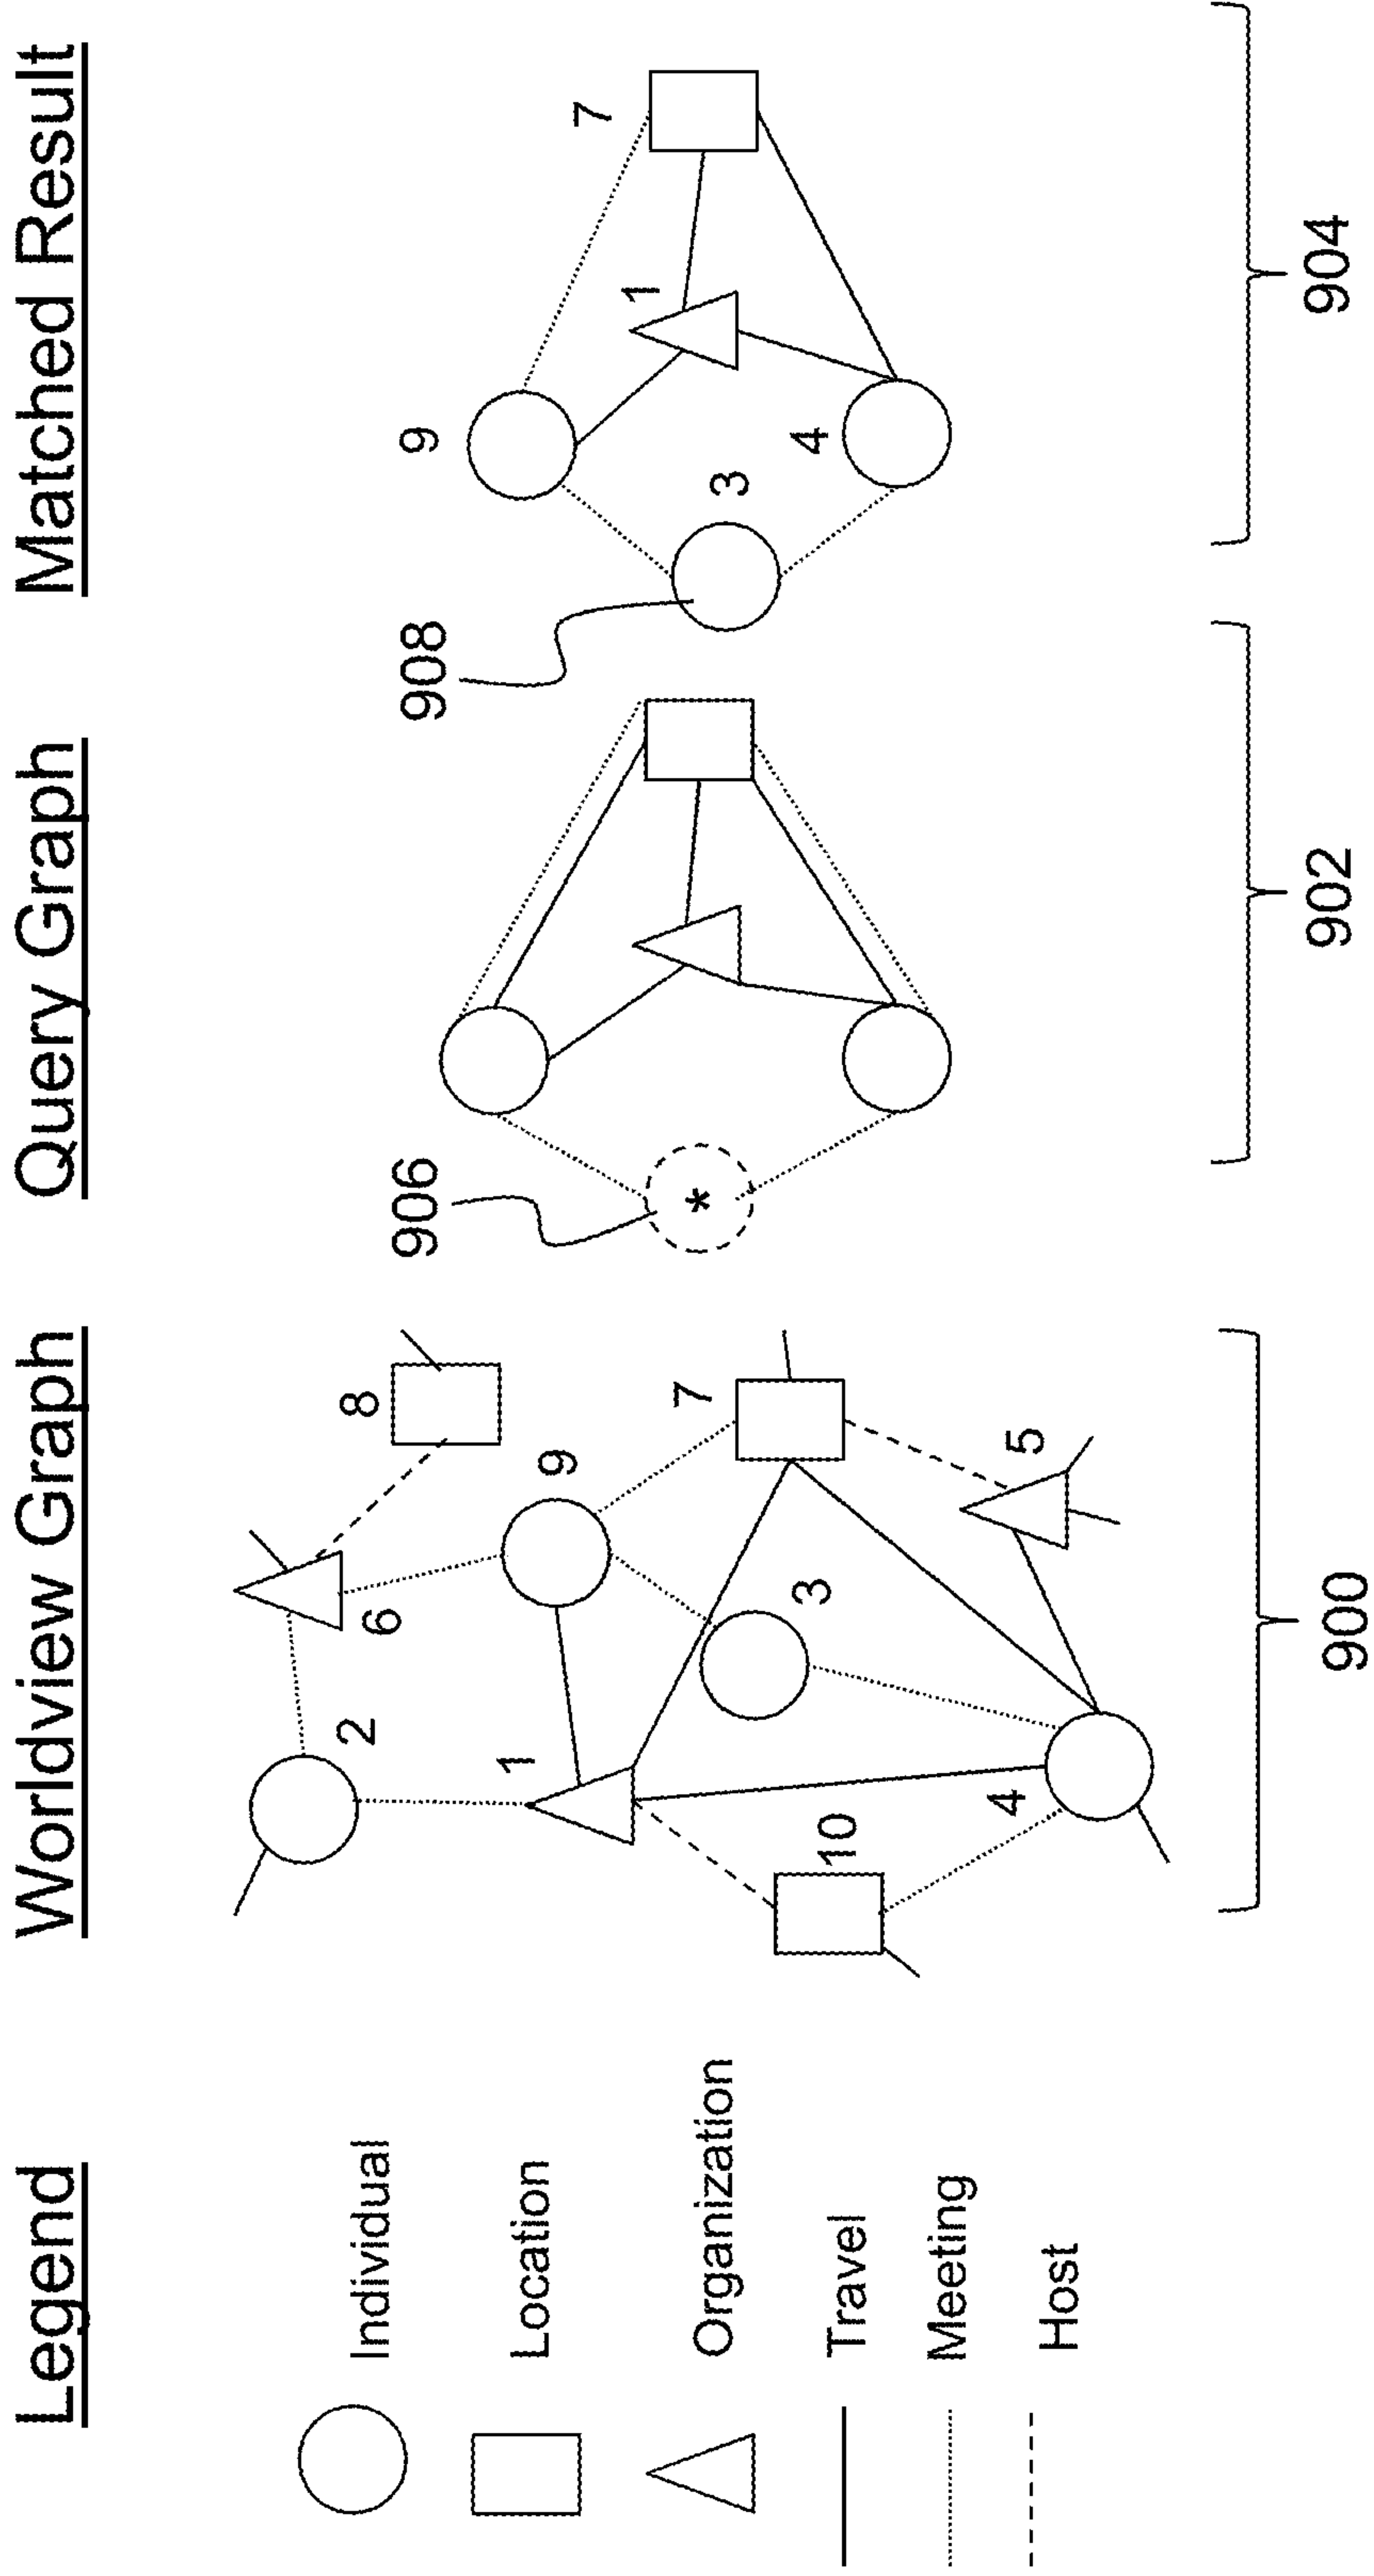 Legend
Individual
Location
Organization
Travel
Meeting
Host
Worldview Graph
2
6
8
1
9
10
3
7
4
5
900
Query Graph
906
*
902
Matched Result
908
9
3
1
7
4
904